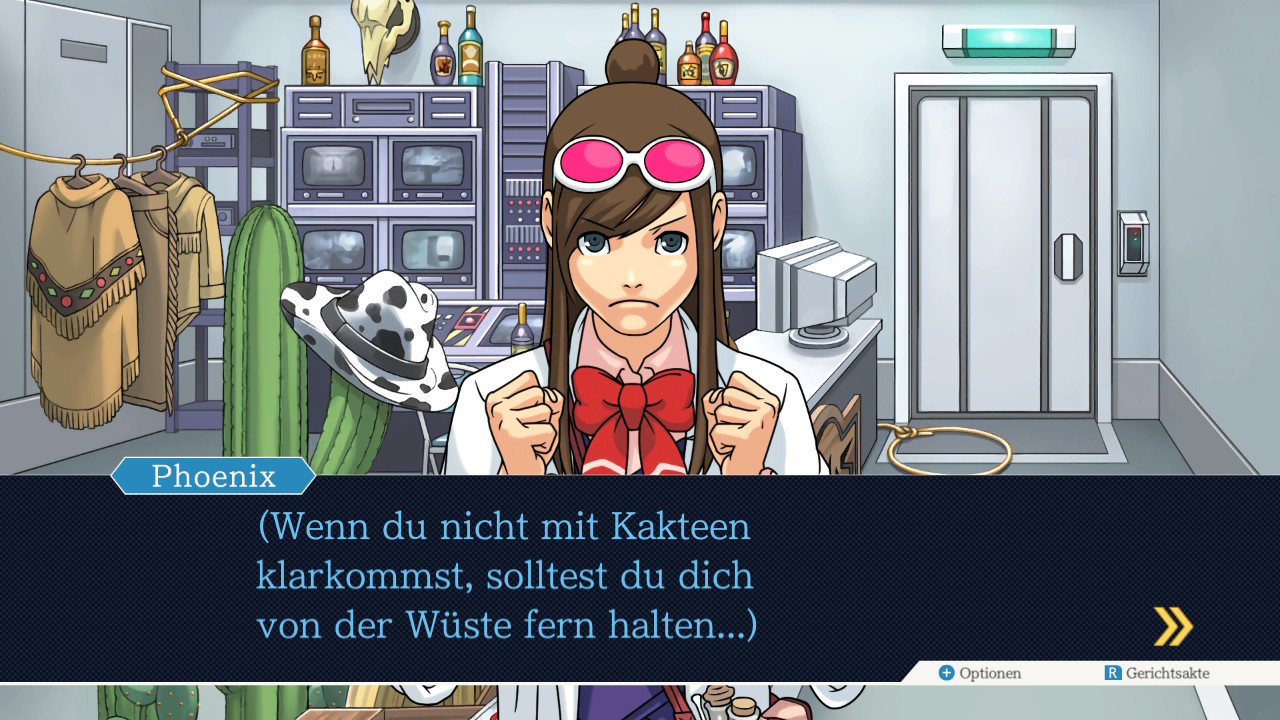 Phoenix
(Wenn du nicht mit Kakteen
klarkommst, solltest du dich
von der Wüste fern halten...)
Optionen
R Gerichtsakte